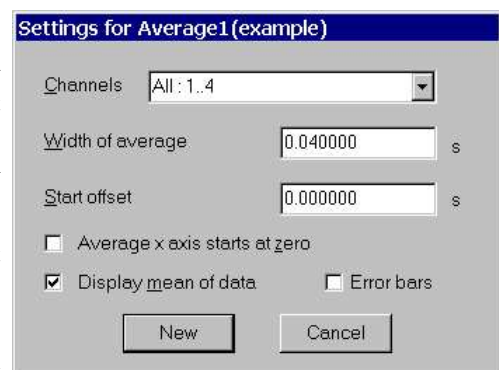 Settings for Average1(example)
Channels All : 1..4
Width of average 0.040000 s
Start offset 0.000000 s
Average x axis starts at zero
Display mean of data Error bars
New Cancel